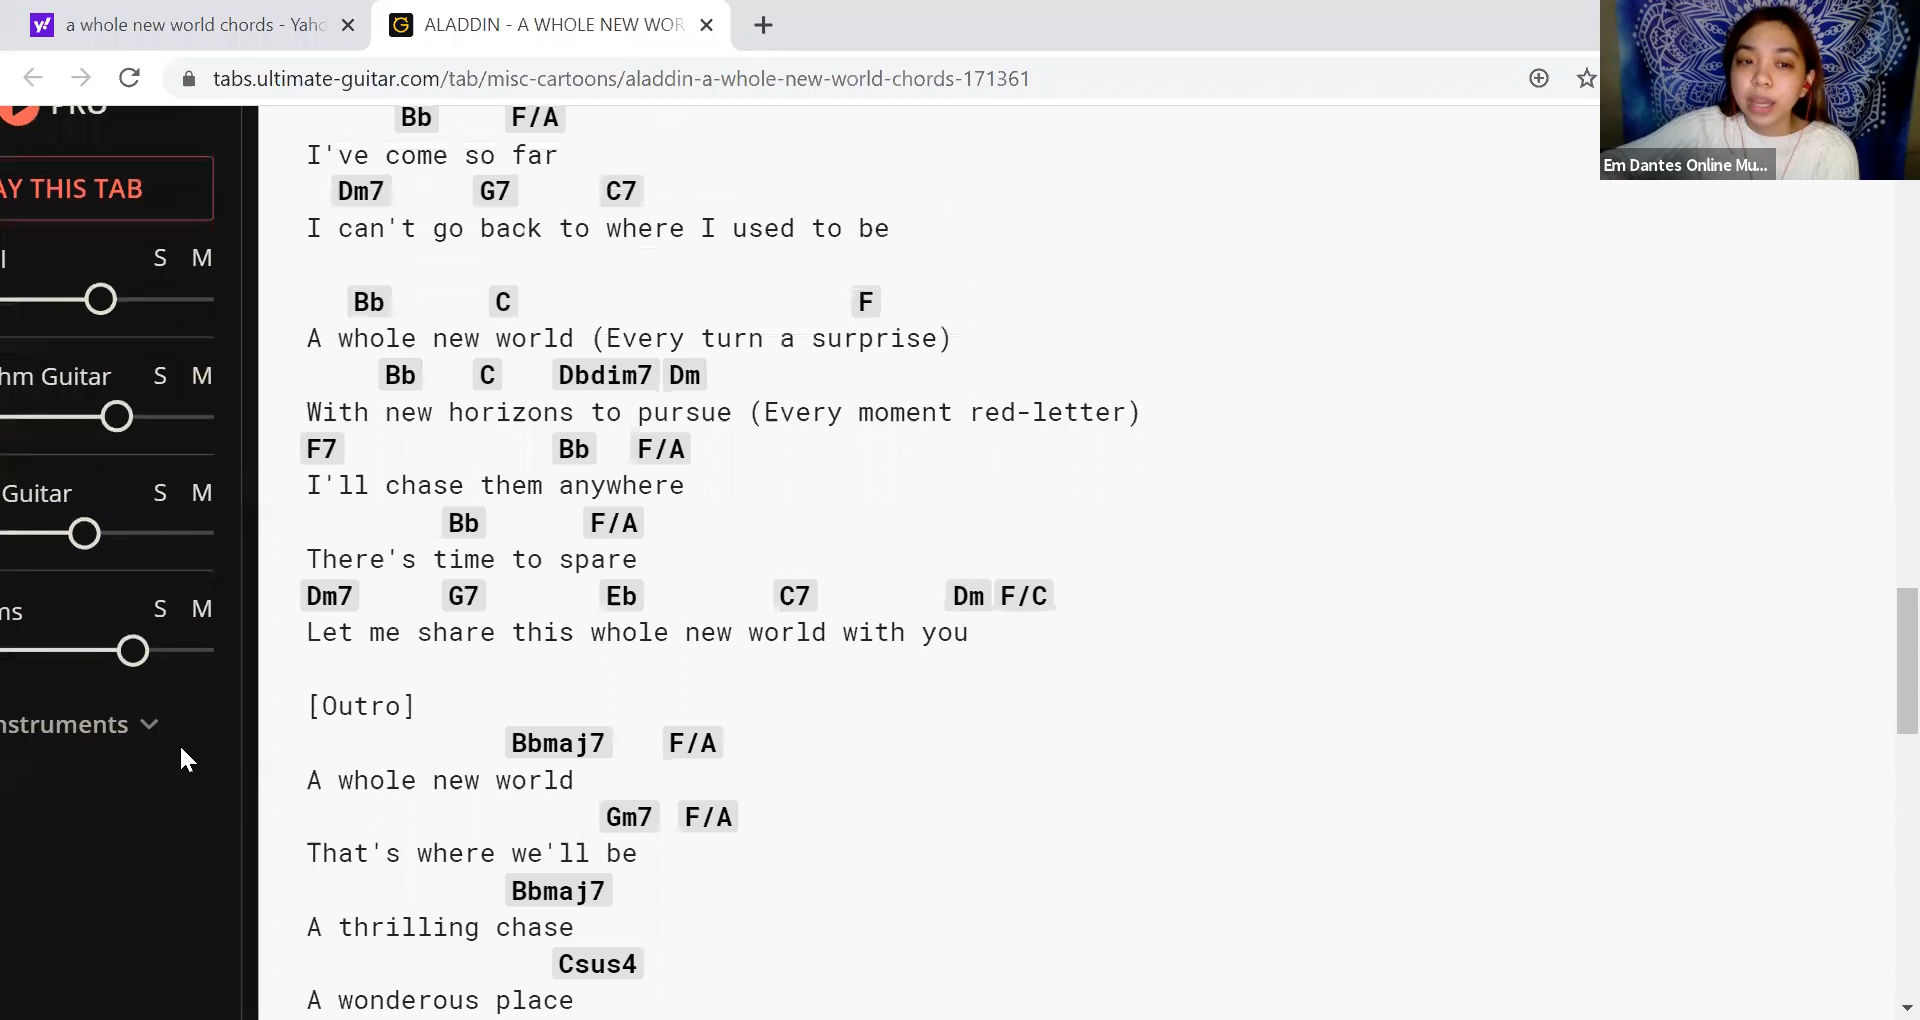 a whole new world chords - Yaho
ALADDIN - A WHOLE NEW WOR
tabs.ultimate-guitar.com/tab/misc-cartoons/aladdin-a-whole-new-world-chords-171361
Em Dantes Online Mu...
PRO
AY THIS TAB
l S M
hm Guitar S M
Guitar S M
ms S M
nstruments
Bb F/A
I've come so far
Dm7 G7 C7
I can't go back to where I used to be
Bb C F
A whole new world (Every turn a surprise)
Bb C Dbdim7 Dm
With new horizons to pursue (Every moment red-letter)
F7 Bb F/A
I'll chase them anywhere
Bb F/A
There's time to spare
Dm7 G7 Eb C7 Dm F/C
Let me share this whole new world with you
[Outro]
Bbmaj7 F/A
A whole new world
Gm7 F/A
That's where we'll be
Bbmaj7
A thrilling chase
Csus4
A wonderous place